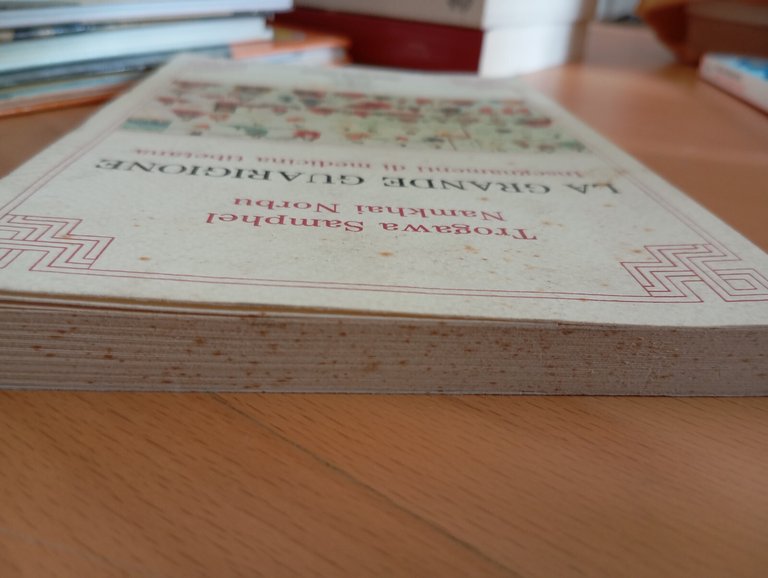 Trogawa Samphel
Namkhai Norbu
LA GRANDE GUARIGIONE
Insegnamenti di medicina tibetana